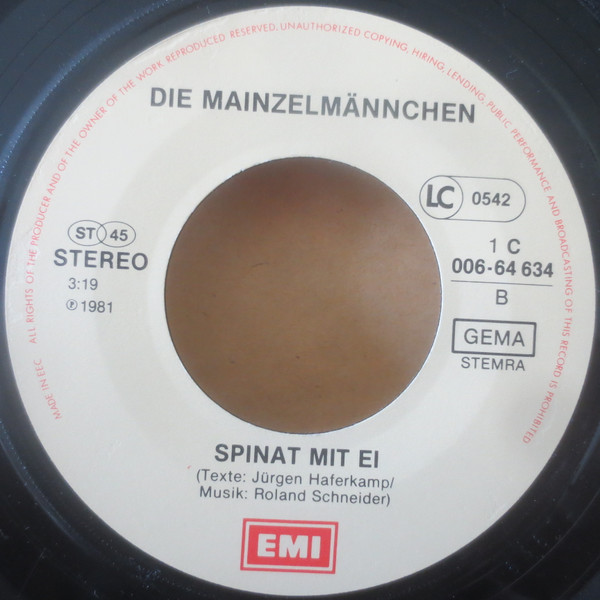 ALL RIGHTS OF THE PRODUCER AND OF THE OWNER OF THE WORK REPRODUCED RESERVED. UNAUTHORIZED COPYING, HIRING, LENDING, PUBLIC PERFORMANCE AND BROADCASTING OF THIS RECORD IS PROHIBITED
MADE IN EEC
DIE MAINZELMÄNNCHEN
LC 0542
ST 45
STEREO
3:19
℗ 1981
1 C
006-64 634
B
GEMA
STEMRA
SPINAT MIT EI
(Texte: Jürgen Haferkamp/
Musik: Roland Schneider)
EMI